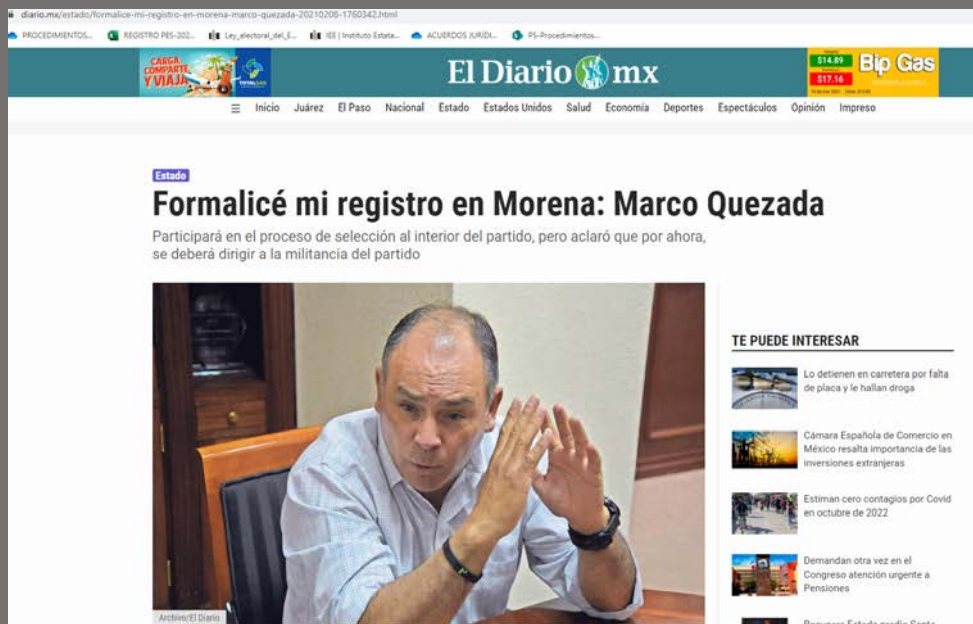 diario.mx/estado/formalice-mi-registro-en-morena-marco-quezada-20210208-1760342.html
PROCEDIMIENTOS... REGISTRO PES-202... Ley_electoral_del_E... IEE | Instituto Estata... ACUERDOS JURÍDI... PS-Procedimientos...
CARGA,
COMPARTE
Y VIAJA
El Diario mx
$14.89
$17.16
Bip Gas
Inicio Juárez El Paso Nacional Estado Estados Unidos Salud Economía Deportes Espectáculos Opinión Impreso
Estado
Formalicé mi registro en Morena: Marco Quezada
Participará en el proceso de selección al interior del partido, pero aclaró que por ahora,
se deberá dirigir a la militancia del partido
Archivo/El Diario
TE PUEDE INTERESAR
Lo detienen en carretera por falta
de placa y le hallan droga
Cámara Española de Comercio en
México resalta importancia de las
inversiones extranjeras
Estiman cero contagios por Covid
en octubre de 2022
Demandan otra vez en el
Congreso atención urgente a
Pensiones